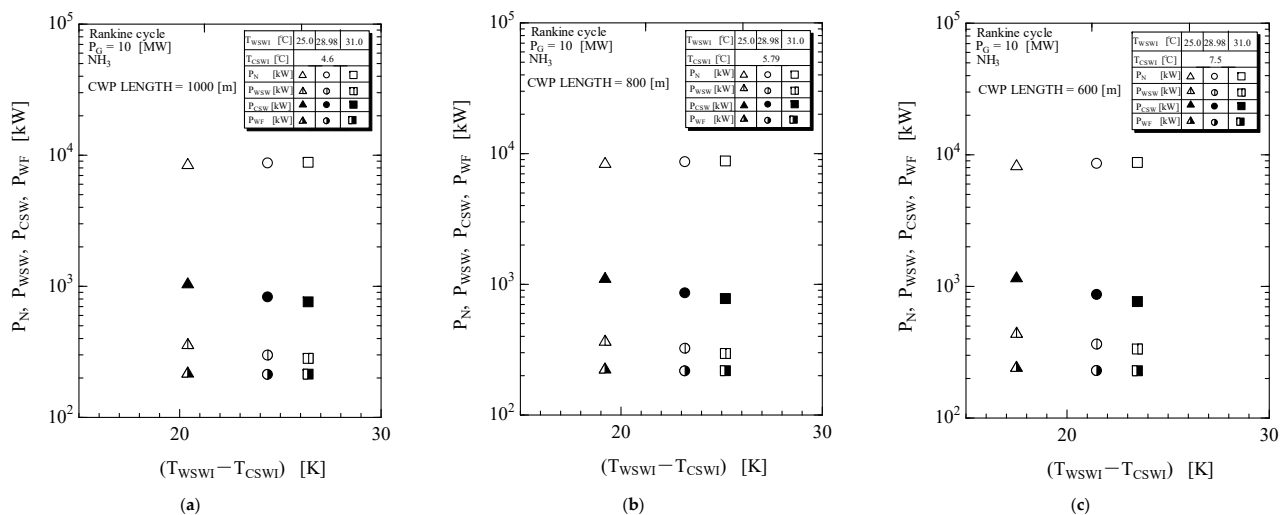 Rankine cycle
P_G = 10 [MW]
NH_3
CWP LENGTH = 1000 [m]
T_WSWI [℃] 25.0 28.98 31.0
T_CSWI [℃] 4.6
P_N [kW] △ ○ □
P_WSW [kW]
P_CSW [kW] ▲ ● ■
P_WF [kW]
P_N, P_WSW, P_CSW, P_WF [kW]
10^5
10^4
10^3
10^2
20 30
(T_WSWI−T_CSWI) [K]
(a)
Rankine cycle
P_G = 10 [MW]
NH_3
CWP LENGTH = 800 [m]
T_WSWI [℃] 25.0 28.98 31.0
T_CSWI [℃] 5.79
P_N [kW] △ ○ □
P_WSW [kW]
P_CSW [kW] ▲ ● ■
P_WF [kW]
P_N, P_WSW, P_CSW, P_WF [kW]
10^5
10^4
10^3
10^2
20 30
(T_WSWI−T_CSWI) [K]
(b)
Rankine cycle
P_G = 10 [MW]
NH_3
CWP LENGTH = 600 [m]
T_WSWI [℃] 25.0 28.98 31.0
T_CSWI [℃] 7.5
P_N [kW] △ ○ □
P_WSW [kW]
P_CSW [kW] ▲ ● ■
P_WF [kW]
P_N, P_WSW, P_CSW, P_WF [kW]
10^5
10^4
10^3
10^2
20 30
(T_WSWI−T_CSWI) [K]
(c)